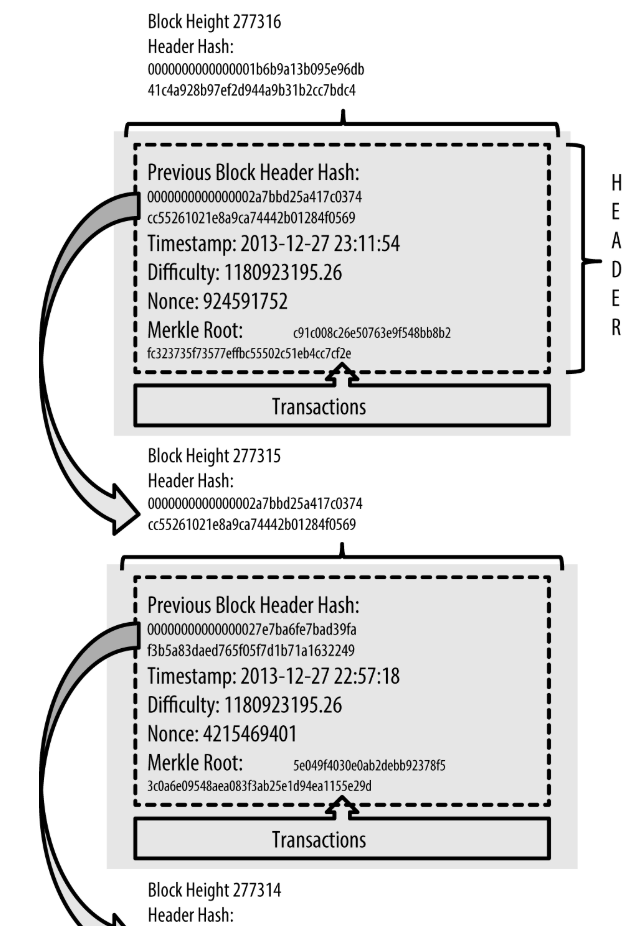 Block Height 277316
Header Hash:
0000000000000001b6b9a13b095e96db
41c4a928b97ef2d944a9b31b2cc7bdc4
Previous Block Header Hash:
0000000000000002a7bbd25a417c0374
cc55261021e8a9ca74442b01284f0569
Timestamp: 2013-12-27 23:11:54
Difficulty: 1180923195.26
Nonce: 924591752
Merkle Root: c91c008c26e50763e9f548bb8b2
fc323735f73577effbc55502c51eb4cc7cf2e
Transactions
HEADER
Block Height 277315
Header Hash:
0000000000000002a7bbd25a417c0374
cc55261021e8a9ca74442b01284f0569
Previous Block Header Hash:
00000000000000027e7ba6fe7bad39fa
f3b5a83daed765f05f7d1b71a1632249
Timestamp: 2013-12-27 22:57:18
Difficulty: 1180923195.26
Nonce: 4215469401
Merkle Root: 5e049f4030e0ab2debb92378f5
3c0a6e09548aea083f3ab25e1d94ea1155e29d
Transactions
Block Height 277314
Header Hash: